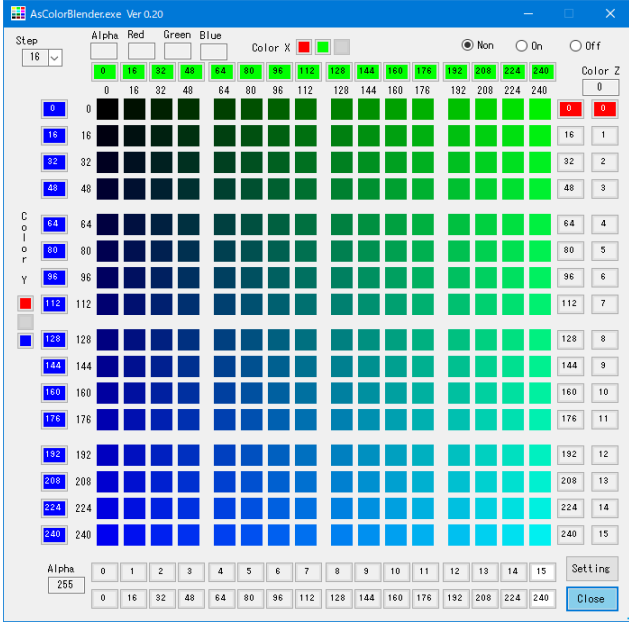 AsColorBlender.exe Ver 0.20
Step Alpha Red Green Blue Color X Non On Off
16
0 16 32 48 64 80 96 112 128 144 160 176 192 208 224 240 Color Z
0 16 32 48 64 80 96 112 128 144 160 176 192 208 224 240 0
0 0 0 0
16 16 16 1
32 32 32 2
48 48 48 3
Color Y
64 64 64 4
80 80 80 5
96 96 96 6
112 112 112 7
128 128 128 8
144 144 144 9
160 160 160 10
176 176 176 11
192 192 192 12
208 208 208 13
224 224 224 14
240 240 240 15
Alpha 0 1 2 3 4 5 6 7 8 9 10 11 12 13 14 15 Setting
255
0 16 32 48 64 80 96 112 128 144 160 176 192 208 224 240 Close